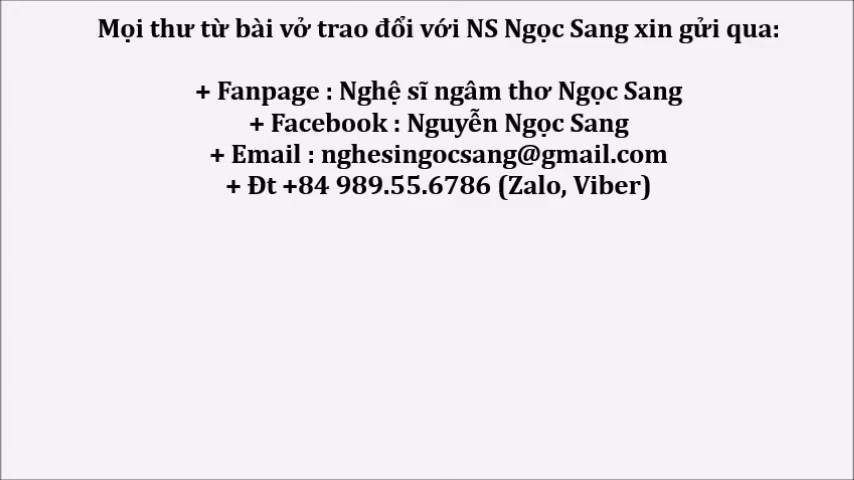 Mọi thư từ bài vở trao đổi với NS Ngọc Sang xin gửi qua:
+ Fanpage : Nghệ sĩ ngâm thơ Ngọc Sang
+ Facebook : Nguyễn Ngọc Sang
+ Email : nghesingocsang@gmail.com
+ Đt +84 989.55.6786 (Zalo, Viber)